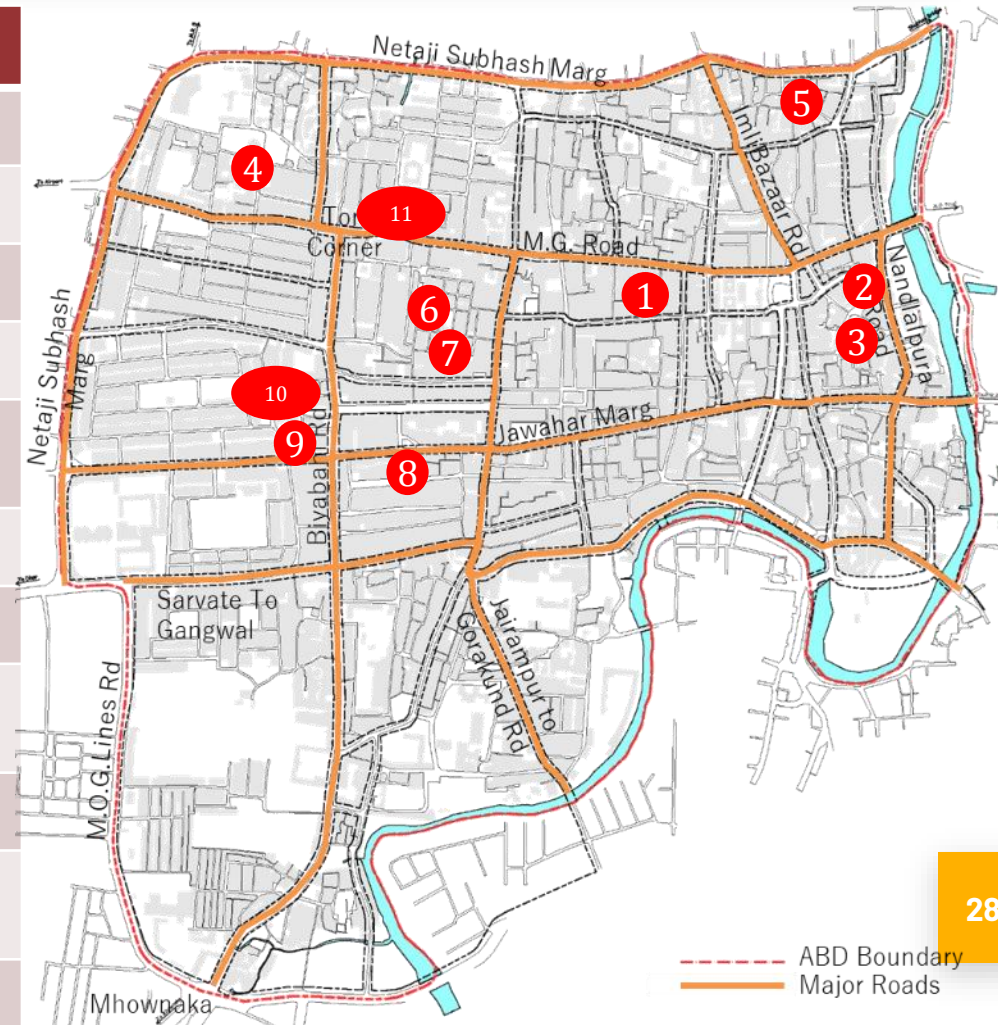 Netaji Subhash Marg
5
Imli Bazaar Rd
4
Tor
11
Corner
M.G. Road
Nandlalpura
Road
2
1
6
3
7
Netaji Subhash
Marg
10
Jawahar Marg
9
8
Biyabani Rd
Sarvate To
Gangwal
Jairampur to
Gorakund Rd
M.O.G.Lines Rd
28
ABD Boundary
Major Roads
Mhownaka